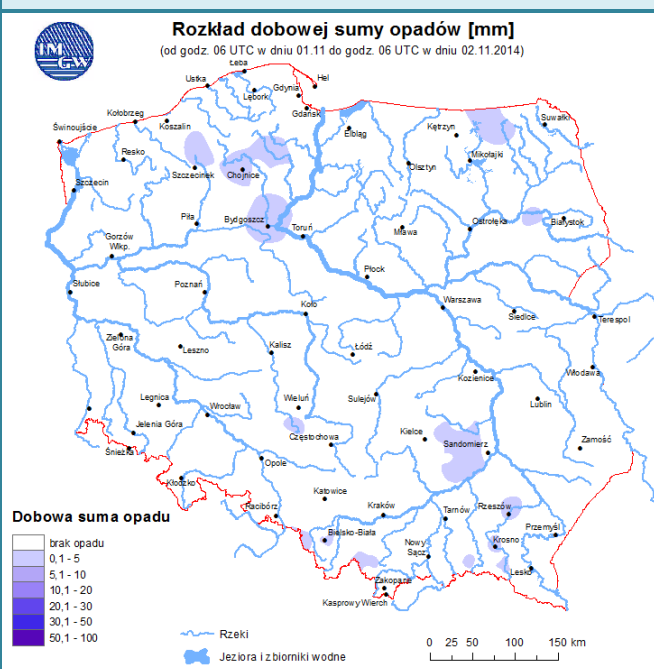 Rozkład dobowej sumy opadów [mm]
(od godz. 06 UTC w dniu 01.11 do godz. 06 UTC w dniu 02.11.2014)
IM
GW
Łeba
Ustka
Hel
Lębork
Gdynia
Gdańsk
Kołobrzeg
Koszalin
Świnoujście
Elbląg
Kętrzyn
Suwałki
Resko
Szczecinek
Chojnice
Olsztyn
Mikołajki
Szczecin
Piła
Bydgoszcz
Toruń
Mława
Ostrołęka
Białystok
Gorzów
Wlkp.
Płock
Słubice
Poznań
Koło
Warszawa
Siedlce
Terespol
Zielona
Góra
Leszno
Kalisz
Łódź
Kozienice
Włodawa
Legnica
Wrocław
Wieluń
Sulejów
Lublin
Jelenia Góra
Częstochowa
Kielce
Sandomierz
Zamość
Śnieżka
Opole
Kłodzko
Katowice
Racibórz
Kraków
Tarnów
Rzeszów
Przemyśl
Bielsko-Biała
Nowy
Sącz
Krosno
Lesko
Zakopane
Kasprowy Wierch
Dobowa suma opadu
brak opadu
0,1 - 5
5,1 - 10
10,1 - 20
20,1 - 30
30,1 - 50
50,1 - 100
Rzeki
Jeziora i zbiorniki wodne
0 25 50 100 150 km